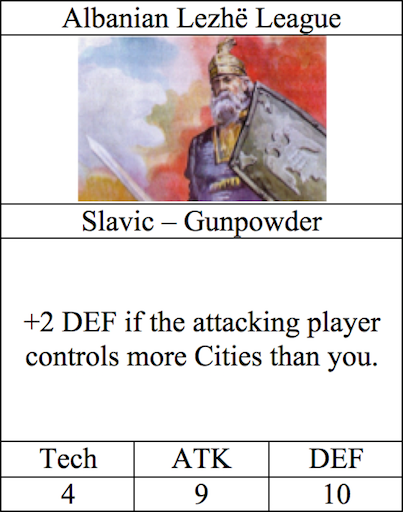 Albanian Lezhë League
Slavic – Gunpowder
+2 DEF if the attacking player
controls more Cities than you.
Tech ATK DEF
4 9 10